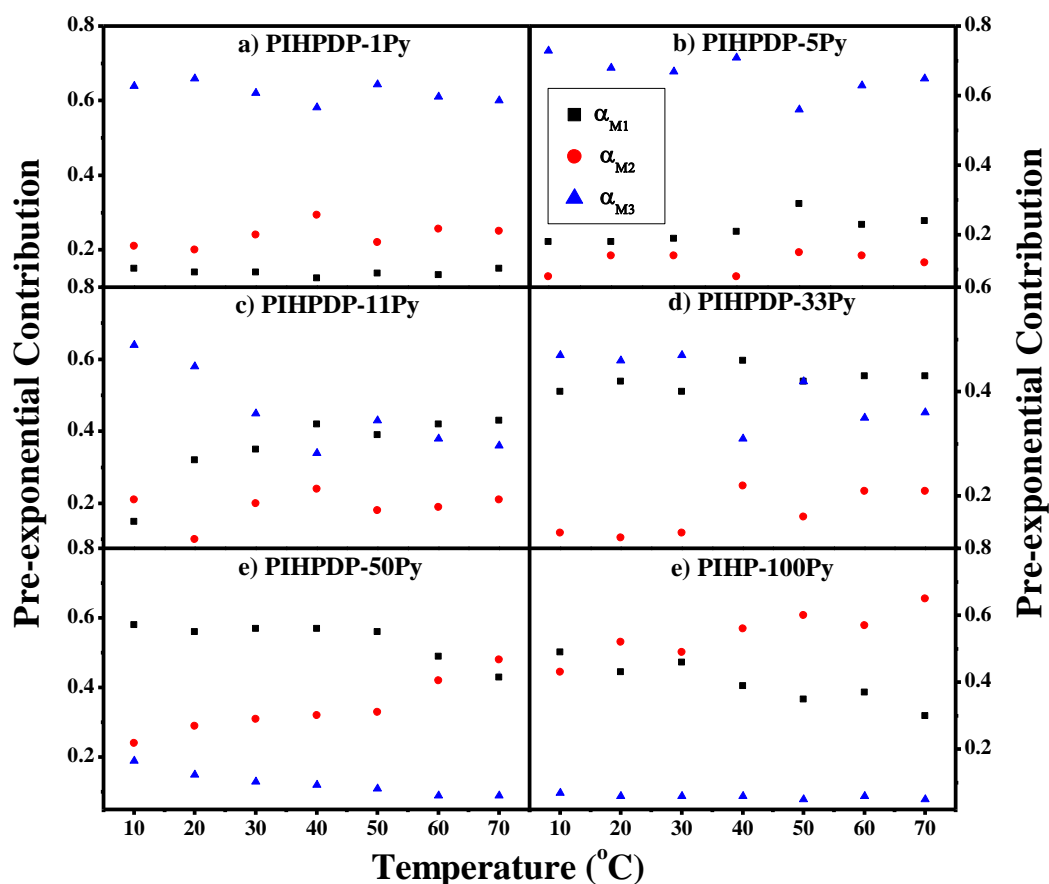 Pre-exponential Contribution
0.8
0.6
0.4
0.2
a) PIHPDP-1Py
b) PIHPDP-5Py
αM1
αM2
αM3
0.8
0.6
0.4
0.2
0.8
0.6
0.4
0.2
c) PIHPDP-11Py
d) PIHPDP-33Py
0.6
0.4
0.2
0.8
0.6
0.4
0.2
e) PIHPDP-50Py
e) PIHP-100Py
0.8
0.6
0.4
0.2
10 20 30 40 50 60 70
10 20 30 40 50 60 70
Temperature (°C)
Pre-exponential Contribution